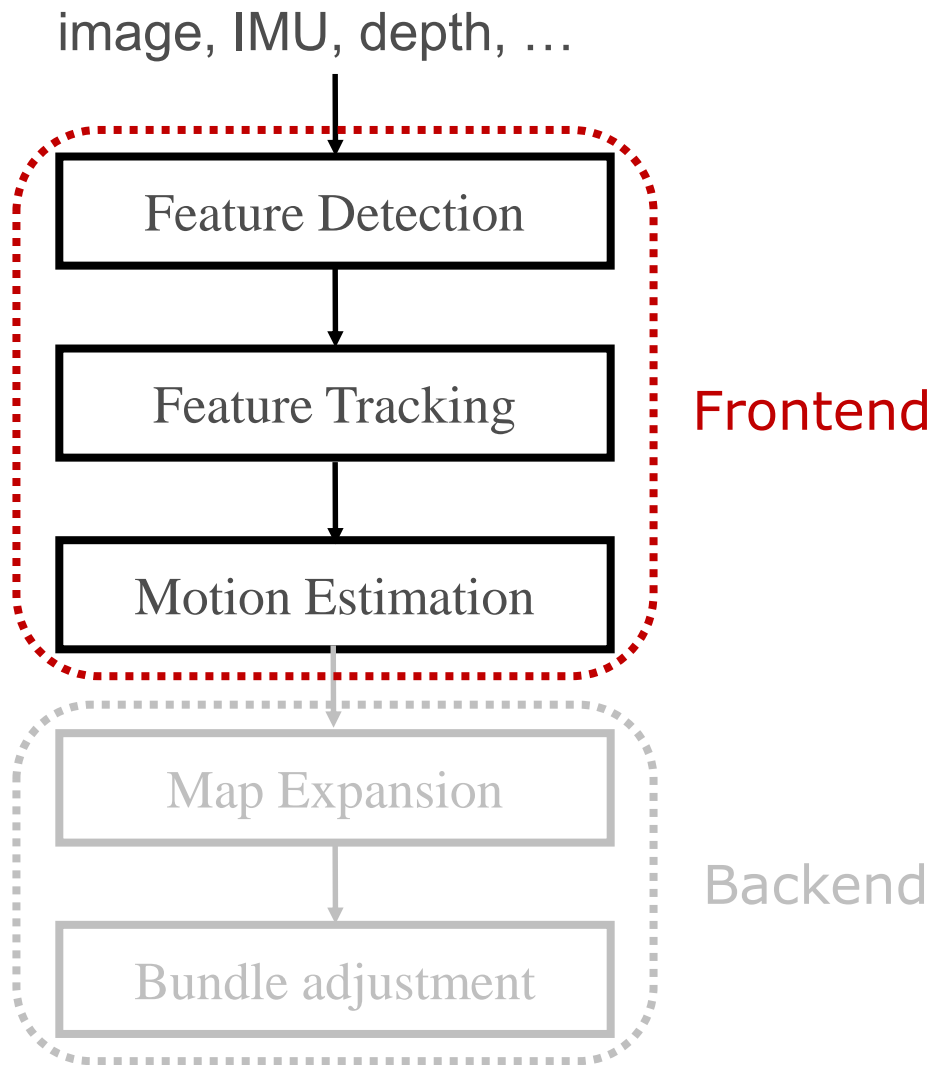 image, IMU, depth, …
Feature Detection
Feature Tracking
Frontend
Motion Estimation
Map Expansion
Backend
Bundle adjustment